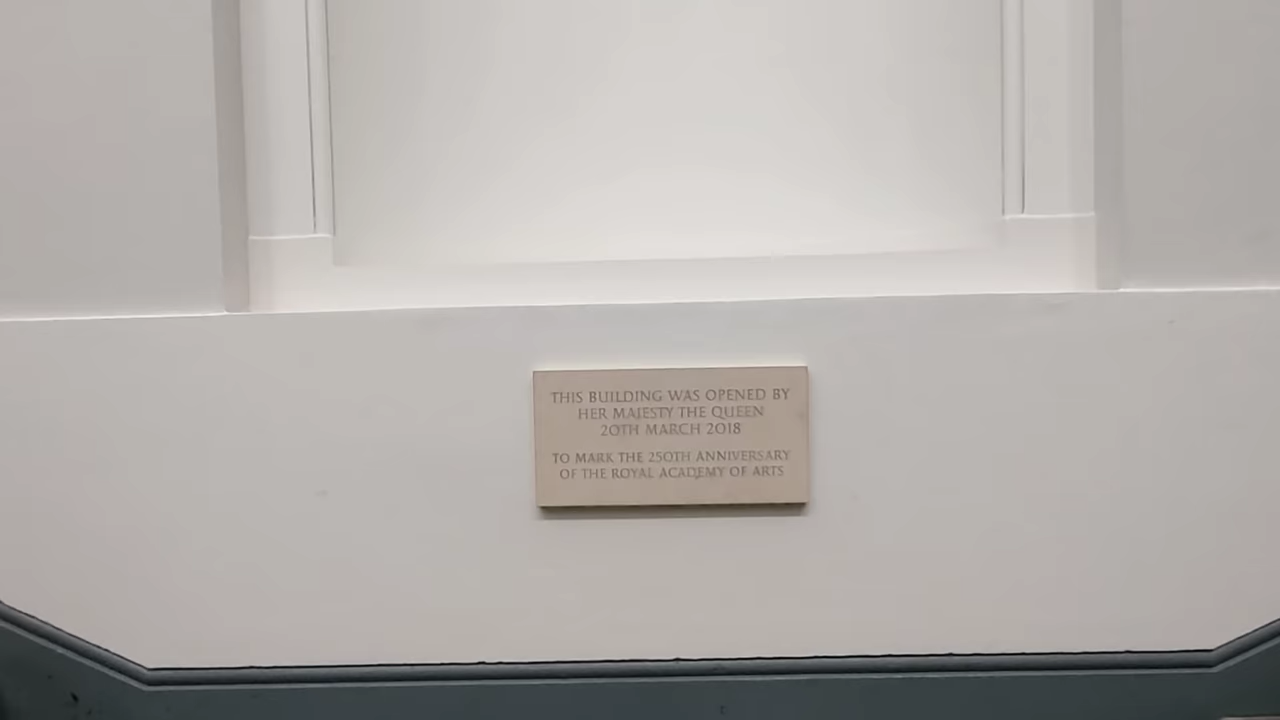 THIS BUILDING WAS OPENED BY
HER MAJESTY THE QUEEN
20TH MARCH 2018
TO MARK THE 250TH ANNIVERSARY
OF THE ROYAL ACADEMY OF ARTS